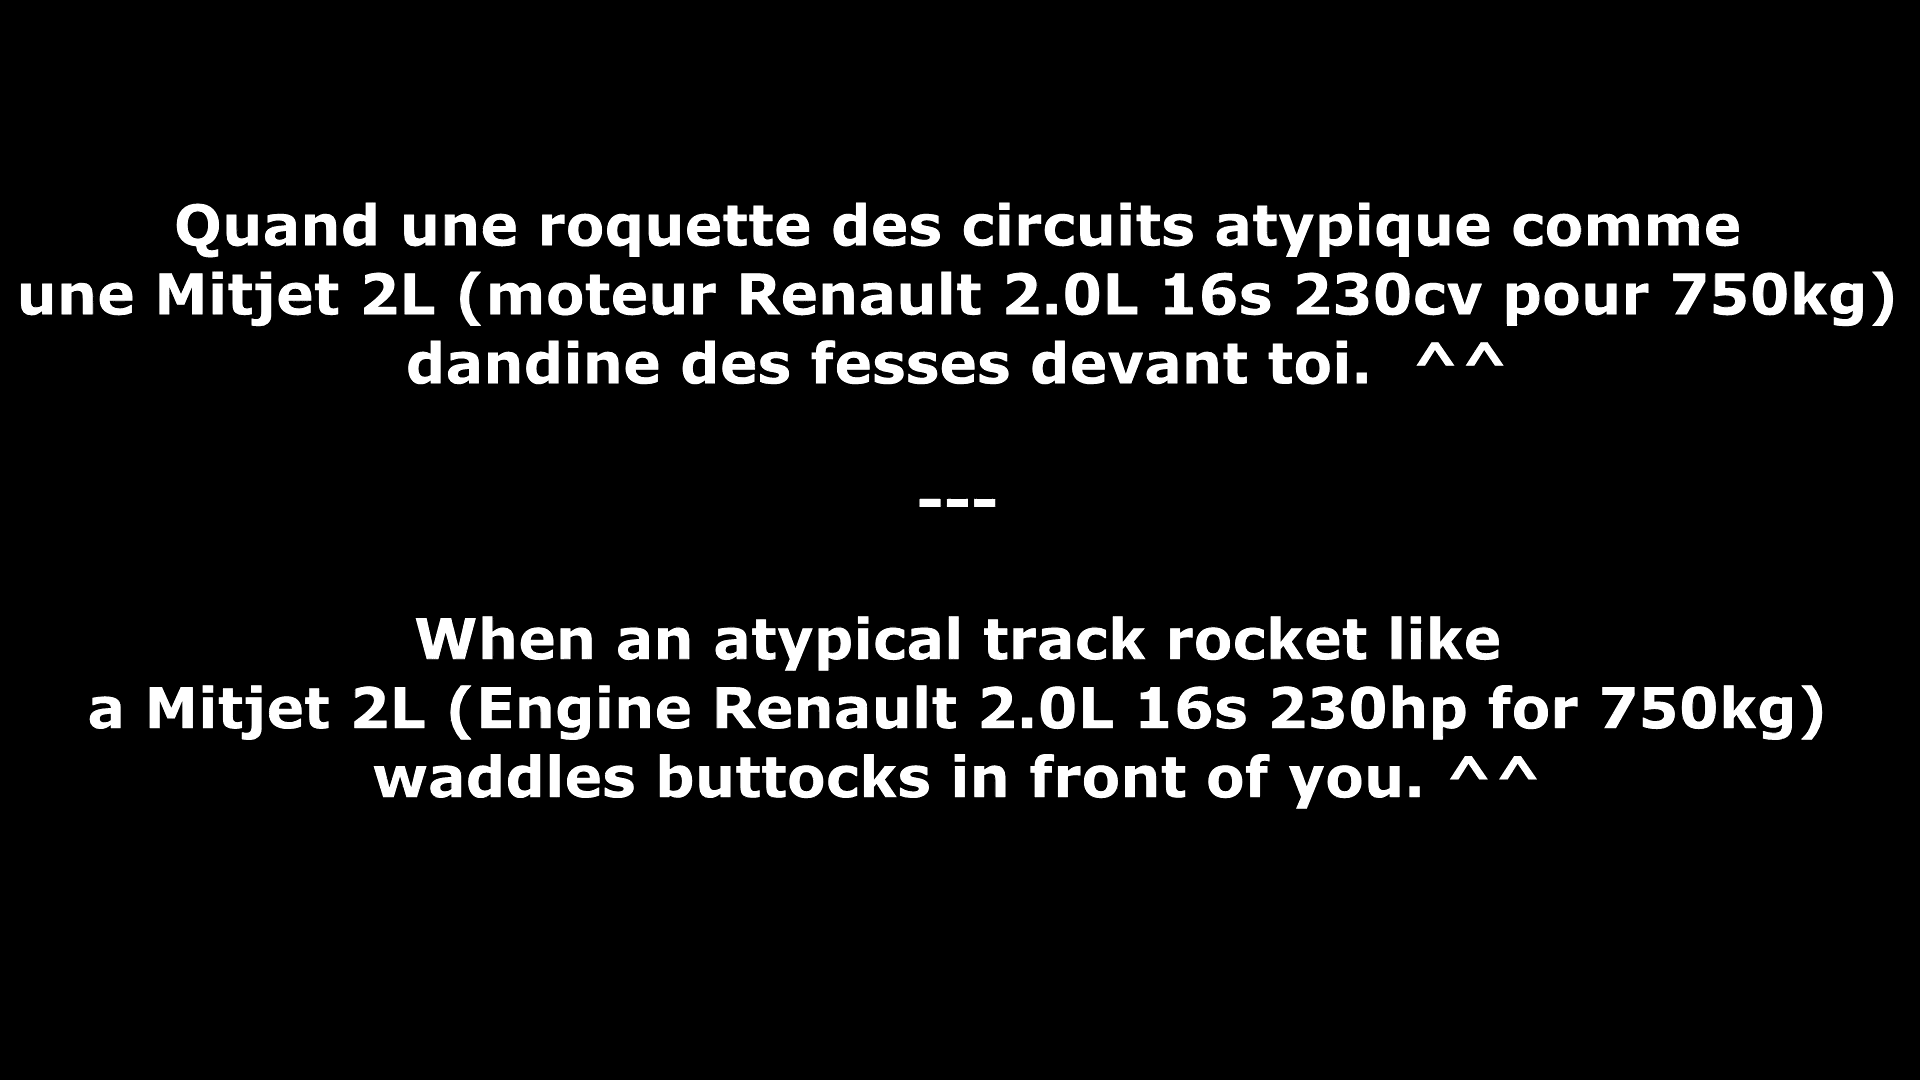 Quand une roquette des circuits atypique comme
une Mitjet 2L (moteur Renault 2.0L 16s 230cv pour 750kg)
dandine des fesses devant toi.  ^^
---
When an atypical track rocket like
a Mitjet 2L (Engine Renault 2.0L 16s 230hp for 750kg)
waddles buttocks in front of you. ^^